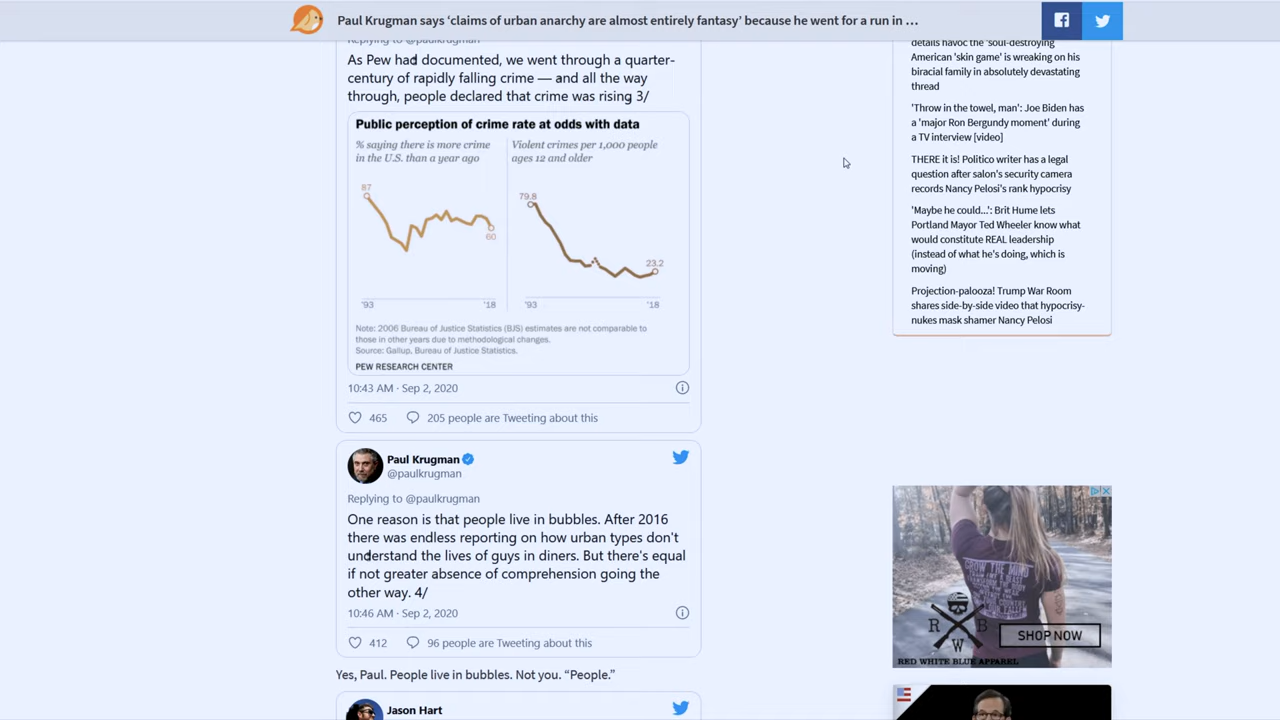 Paul Krugman says ‘claims of urban anarchy are almost entirely fantasy’ because he went for a run in …
Replying to @paulkrugman
As Pew had documented, we went through a quarter-
century of rapidly falling crime — and all the way
through, people declared that crime was rising 3/
Public perception of crime rate at odds with data
% saying there is more crime
in the U.S. than a year ago
Violent crimes per 1,000 people
ages 12 and older
87
60
'93
'18
79.8
23.2
'93
'18
Note: 2006 Bureau of Justice Statistics (BJS) estimates are not comparable to
those in other years due to methodological changes.
Source: Gallup, Bureau of Justice Statistics.
PEW RESEARCH CENTER
10:43 AM · Sep 2, 2020
465
205 people are Tweeting about this
Paul Krugman
@paulkrugman
Replying to @paulkrugman
One reason is that people live in bubbles. After 2016
there was endless reporting on how urban types don't
understand the lives of guys in diners. But there's equal
if not greater absence of comprehension going the
other way. 4/
10:46 AM · Sep 2, 2020
412
96 people are Tweeting about this
Yes, Paul. People live in bubbles. Not you. “People.”
Jason Hart
details havoc the 'soul-destroying
American 'skin game' is wreaking on his
biracial family in absolutely devastating
thread
'Throw in the towel, man': Joe Biden has
a 'major Ron Bergundy moment' during
a TV interview [video]
THERE it is! Politico writer has a legal
question after salon's security camera
records Nancy Pelosi's rank hypocrisy
'Maybe he could...': Brit Hume lets
Portland Mayor Ted Wheeler know what
would constitute REAL leadership
(instead of what he's doing, which is
moving)
Projection-palooza! Trump War Room
shares side-by-side video that hypocrisy-
nukes mask shamer Nancy Pelosi
R B
W
SHOP NOW
RED WHITE BLUE APPAREL